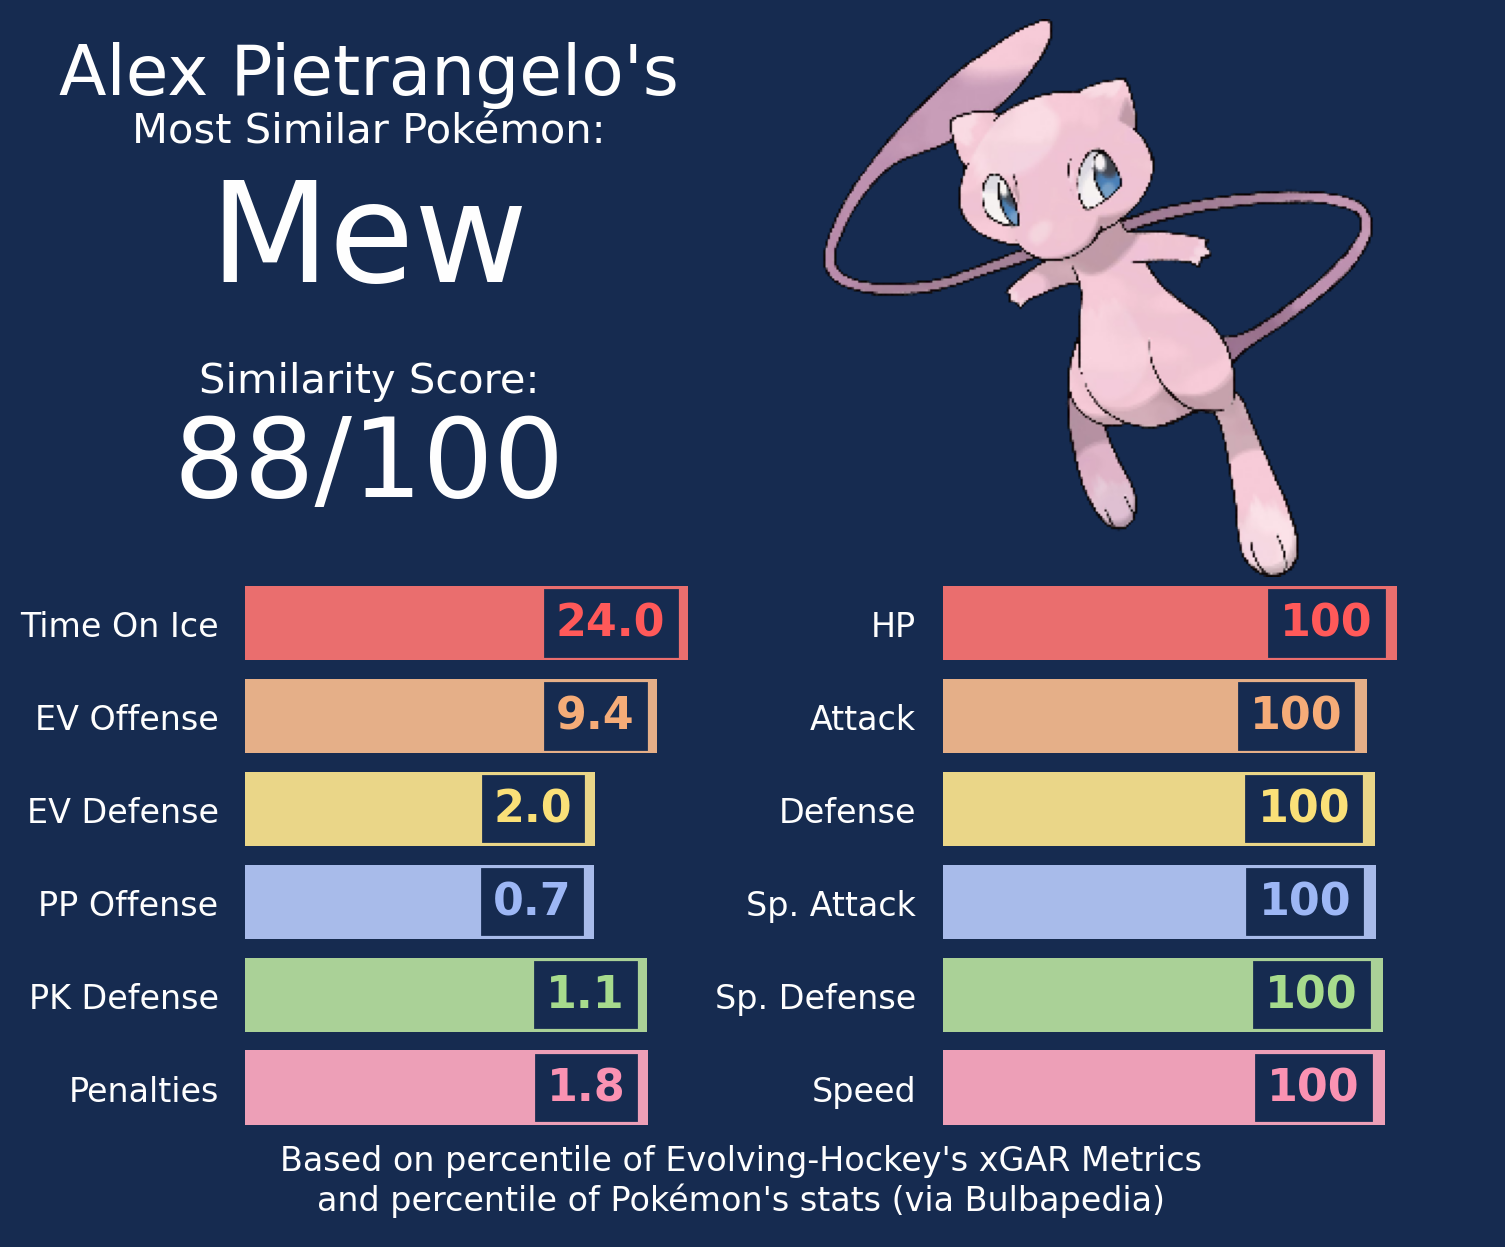 Alex Pietrangelo's
Most Similar Pokémon:
Mew
Similarity Score:
88/100
Time On Ice 24.0
EV Offense 9.4
EV Defense 2.0
PP Offense 0.7
PK Defense 1.1
Penalties 1.8
HP 100
Attack 100
Defense 100
Sp. Attack 100
Sp. Defense 100
Speed 100
Based on percentile of Evolving-Hockey's xGAR Metrics
and percentile of Pokémon's stats (via Bulbapedia)